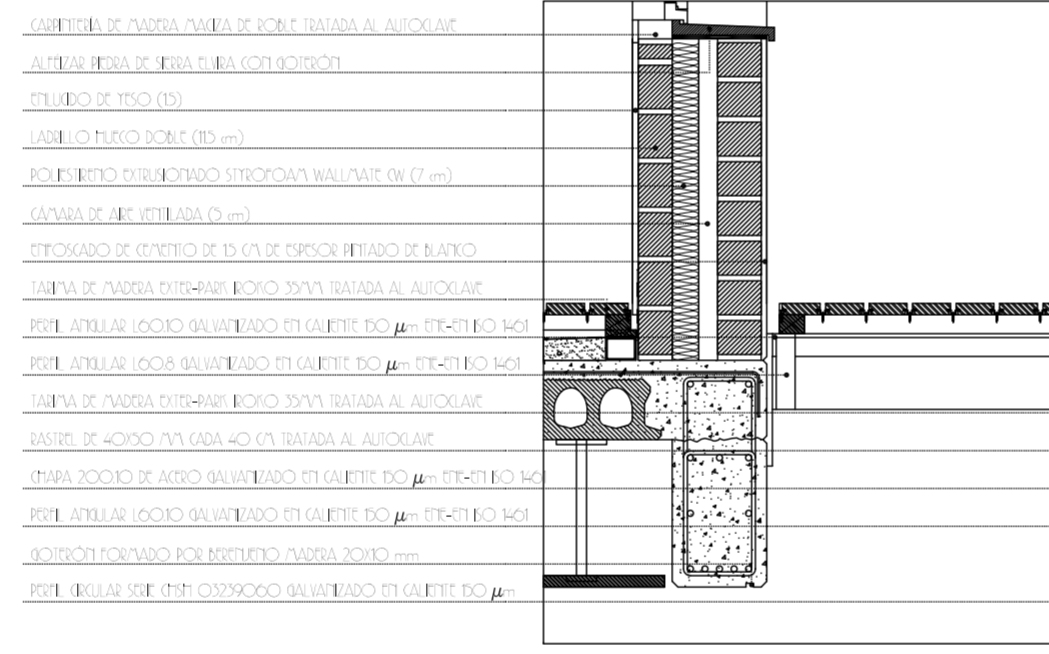 CARPINTERÍA DE MADERA MACIZA DE ROBLE TRATADA AL AUTOCLAVE
ALFÉIZAR PIEDRA DE SIERRA ELVIRA CON GOTERÓN
ENLUCIDO DE YESO (1.5)
LADRILLO HUECO DOBLE (11.5 cm)
POLIESTIRENO EXTRUSIONADO STYROFOAM WALLMATE CW (7 cm)
CÁMARA DE AIRE VENTILADA (5 cm)
ENFOSCADO DE CEMENTO DE 1.5 CM DE ESPESOR PINTADO DE BLANCO
TARIMA DE MADERA EXTER-PARK IROKO 35MM TRATADA AL AUTOCLAVE
PERFIL ANGULAR L60.10 GALVANIZADO EN CALIENTE 150 μm ENE-EN ISO 1461
PERFIL ANGULAR L60.8 GALVANIZADO EN CALIENTE 150 μm ENE-EN ISO 1461
TARIMA DE MADERA EXTER-PARK IROKO 35MM TRATADA AL AUTOCLAVE
RASTREL DE 40X50 MM CADA 40 CM TRATADA AL AUTOCLAVE
CHAPA 200.10 DE ACERO GALVANIZADO EN CALIENTE 150 μm ENE-EN ISO 1461
PERFIL ANGULAR L60.10 GALVANIZADO EN CALIENTE 150 μm ENE-EN ISO 1461
GOTERÓN FORMADO POR BERENJENO MADERA 20X10 mm
PERFIL CIRCULAR SERIE CHSH 03239060 GALVANIZADO EN CALIENTE 150 μm